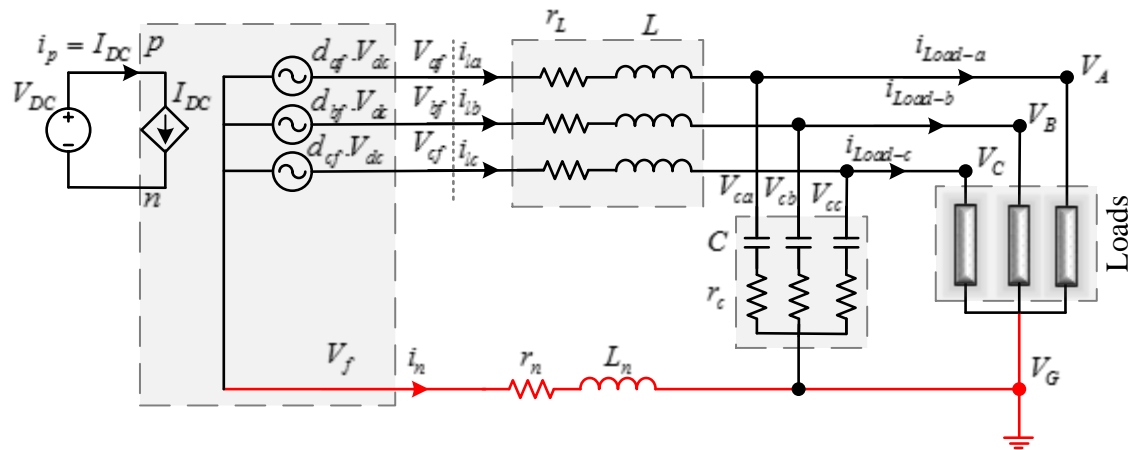 i_p = I_DC
p
V_DC
I_DC
n
d_af.V_dc
d_bf.V_dc
d_cf.V_dc
V_af
V_bf
V_cf
i_la
i_lb
i_lc
r_L
L
i_Load-a
i_Load-b
i_Load-c
V_A
V_B
V_C
V_ca
V_cb
V_cc
C
r_c
Loads
V_f
i_n
r_n
L_n
V_G